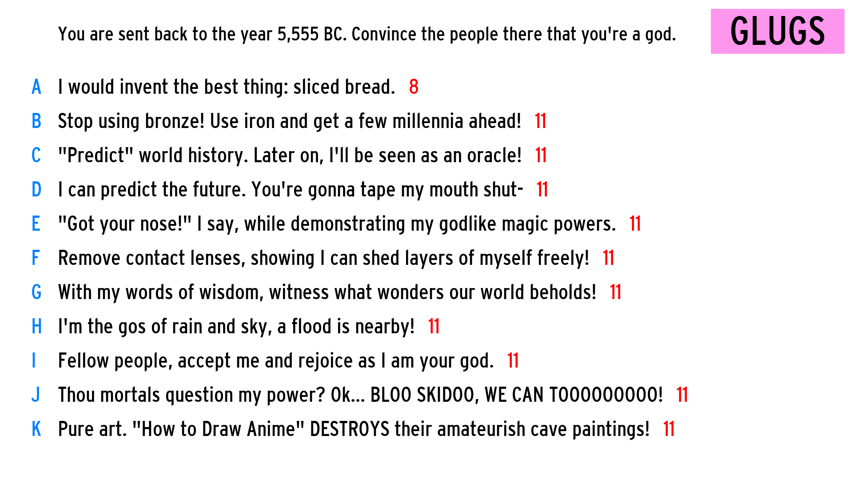 You are sent back to the year 5,555 BC. Convince the people there that you're a god.
GLUGS
A I would invent the best thing: sliced bread. 8
B Stop using bronze! Use iron and get a few millennia ahead! 11
C "Predict" world history. Later on, I'll be seen as an oracle! 11
D I can predict the future. You're gonna tape my mouth shut- 11
E "Got your nose!" I say, while demonstrating my godlike magic powers. 11
F Remove contact lenses, showing I can shed layers of myself freely! 11
G With my words of wisdom, witness what wonders our world beholds! 11
H I'm the gos of rain and sky, a flood is nearby! 11
I Fellow people, accept me and rejoice as I am your god. 11
J Thou mortals question my power? Ok... BLOO SKIDOO, WE CAN TOOOOOOOOO! 11
K Pure art. "How to Draw Anime" DESTROYS their amateurish cave paintings! 11